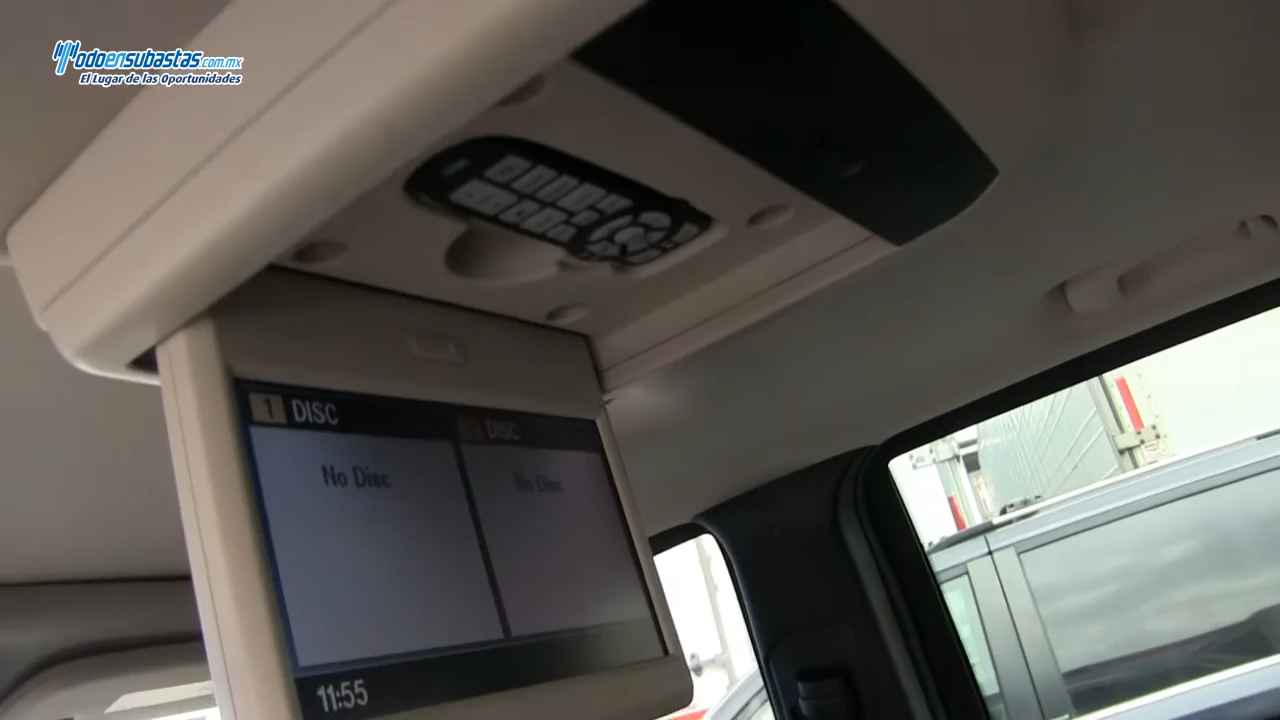 Todoensubastas.com.mx
El Lugar de las Oportunidades
1 DISC
DISC
No Disc
No Disc
11:55